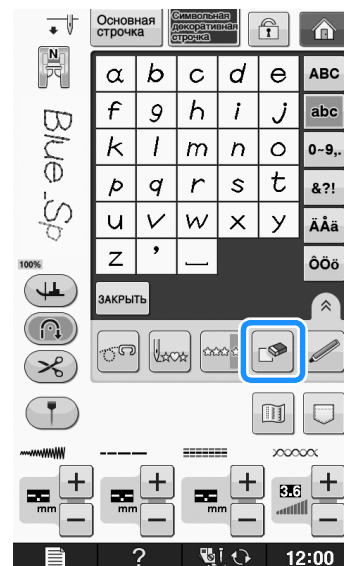 Основная
строчка
Символьная
декоративная
строчка
N
Blue_Sp
a b c d e
f g h i j
k l m n o
p q r s t
u v w x y
z ' _
ABC
abc
0~9,.
&?!
ÄÅä
ÔÖö
100%
ЗАКРЫТЬ
mm
mm
mm
3.6
?
12:00